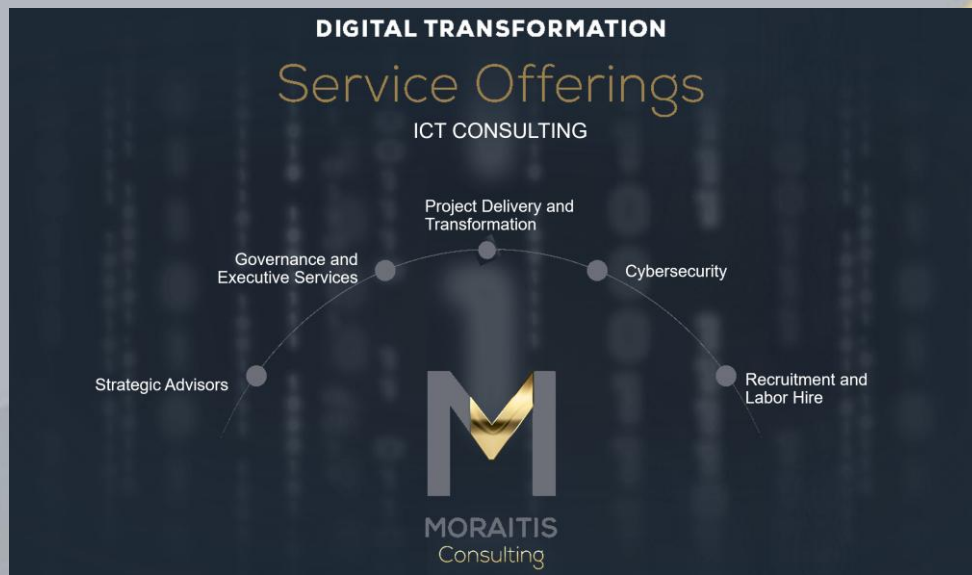 DIGITAL TRANSFORMATION
Service Offerings
ICT CONSULTING
Project Delivery and
Transformation
Governance and
Executive Services
Cybersecurity
Strategic Advisors
Recruitment and
Labor Hire
M
MORAITIS
Consulting